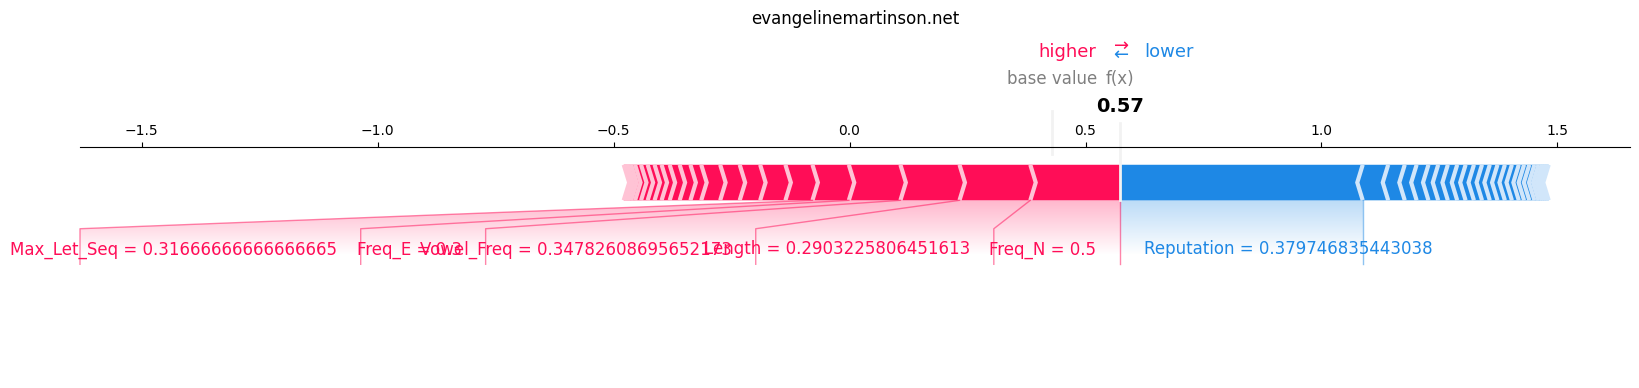 evangelinemartinson.net
higher → ← lower
base value f(x)
0.57
−1.5 −1.0 −0.5 0.0 0.5 1.0 1.5
Max_Let_Seq = 0.31666666666666665 Freq_E = 0.3 Vowel_Freq = 0.34782608695652173 Length = 0.2903225806451613 Freq_N = 0.5 Reputation = 0.379746835443038